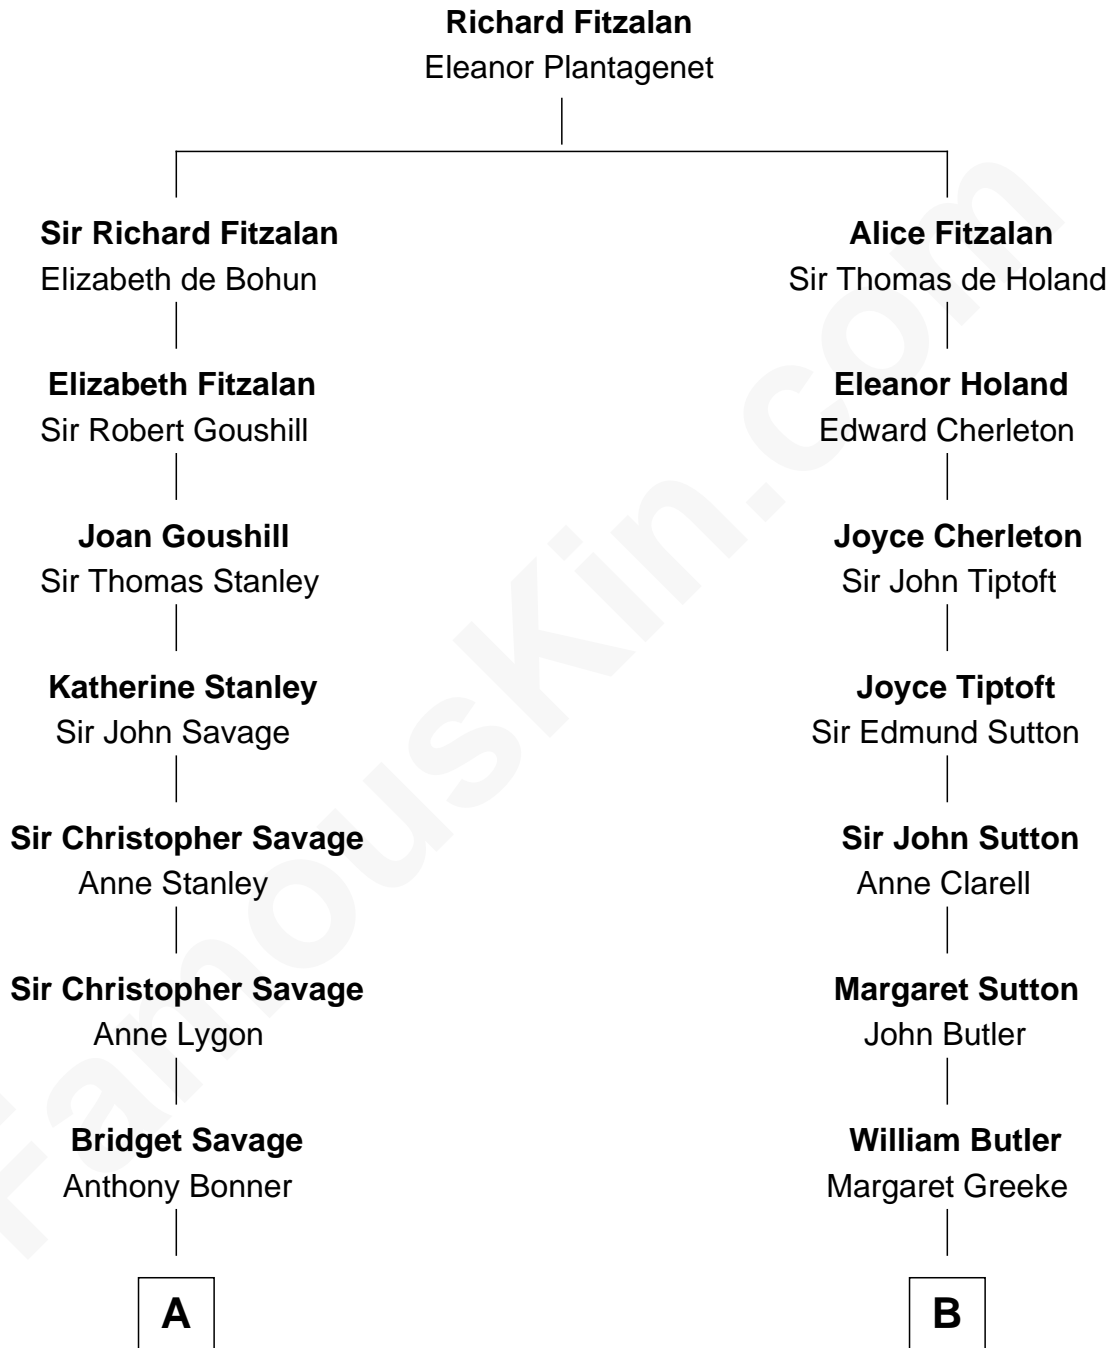 Richard Fitzalan
Eleanor Plantagenet
Sir Richard Fitzalan
Elizabeth de Bohun
Alice Fitzalan
Sir Thomas de Holand
Elizabeth Fitzalan
Sir Robert Goushill
Eleanor Holand
Edward Cherleton
Joan Goushill
Sir Thomas Stanley
Joyce Cherleton
Sir John Tiptoft
Katherine Stanley
Sir John Savage
Joyce Tiptoft
Sir Edmund Sutton
Sir Christopher Savage
Anne Stanley
Sir John Sutton
Anne Clarell
Sir Christopher Savage
Anne Lygon
Margaret Sutton
John Butler
Bridget Savage
Anthony Bonner
William Butler
Margaret Greeke
A
B
FamousKin.com